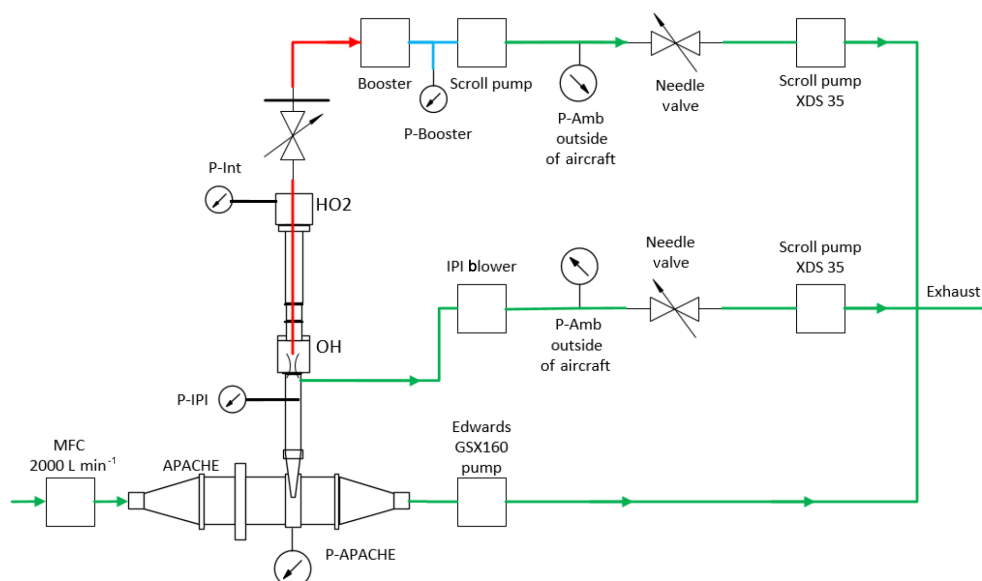 Booster
Scroll pump
P-Booster
P-Amb
outside
of aircraft
Needle
valve
Scroll pump
XDS 35
P-Int
HO2
IPI blower
P-Amb
outside
of aircraft
Needle
valve
Scroll pump
XDS 35
Exhaust
OH
P-IPI
MFC
2000 L min⁻¹
APACHE
Edwards
GSX160
pump
P-APACHE